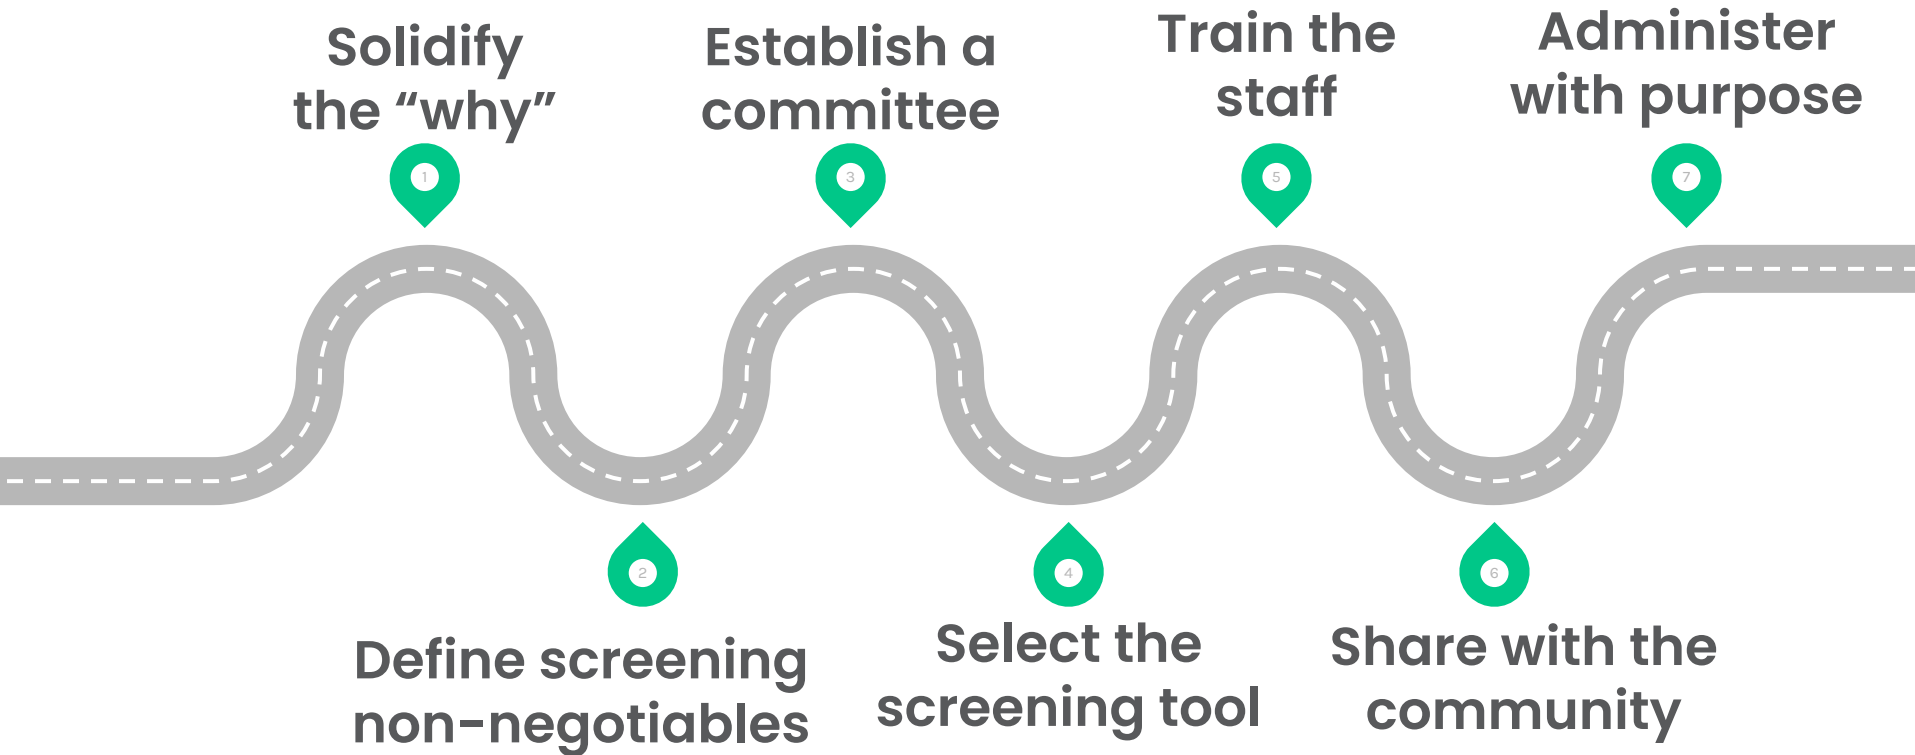 Solidify
the “why”
1
Define screening
non-negotiables
2
Establish a
committee
3
Select the
screening tool
4
Train the
staff
5
Share with the
community
6
Administer
with purpose
7